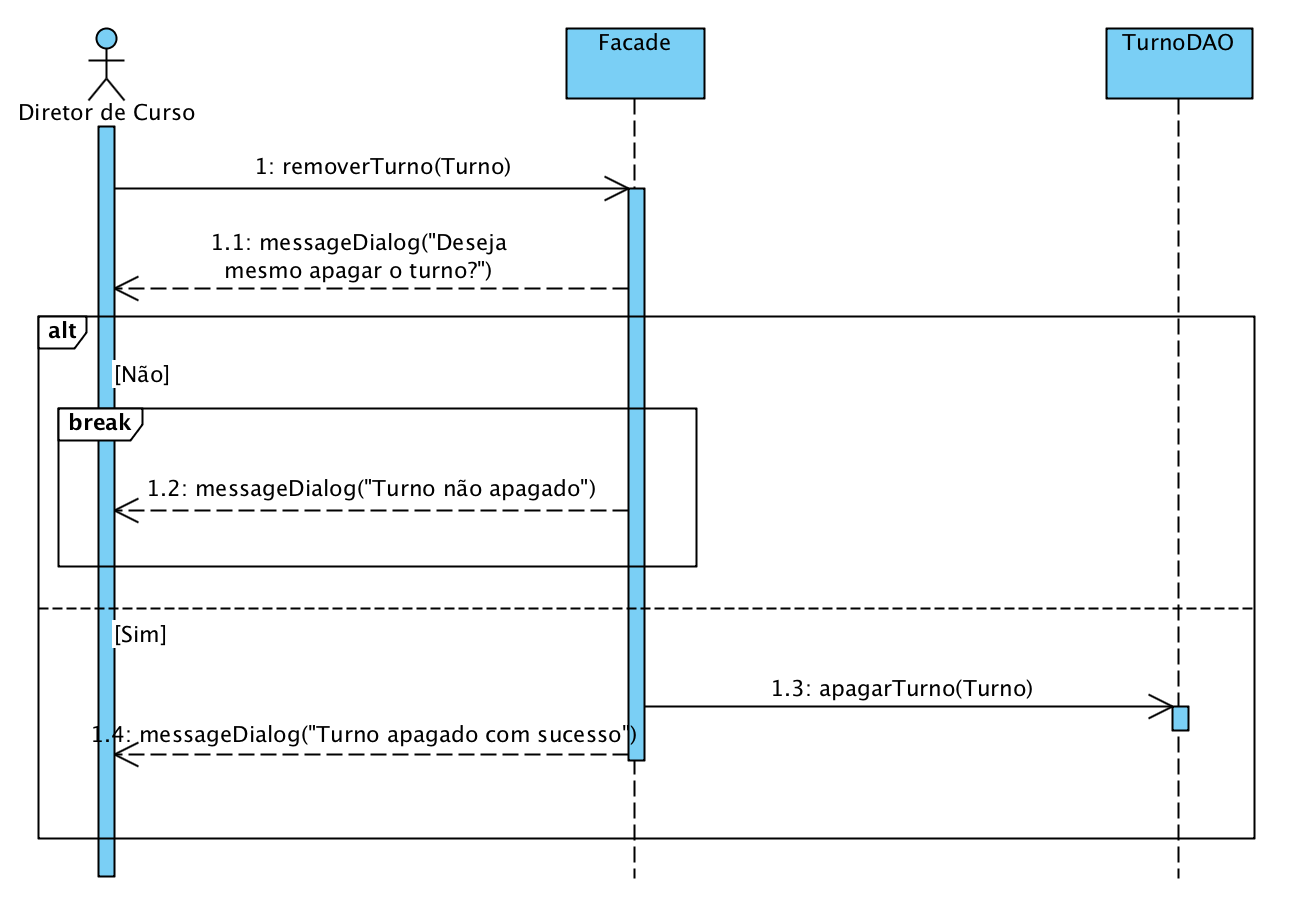 Facade
TurnoDAO
Diretor de Curso
1: removerTurno(Turno)
1.1: messageDialog("Deseja
mesmo apagar o turno?")
alt
[Não]
break
1.2: messageDialog("Turno não apagado")
[Sim]
1.3: apagarTurno(Turno)
1.4: messageDialog("Turno apagado com sucesso")